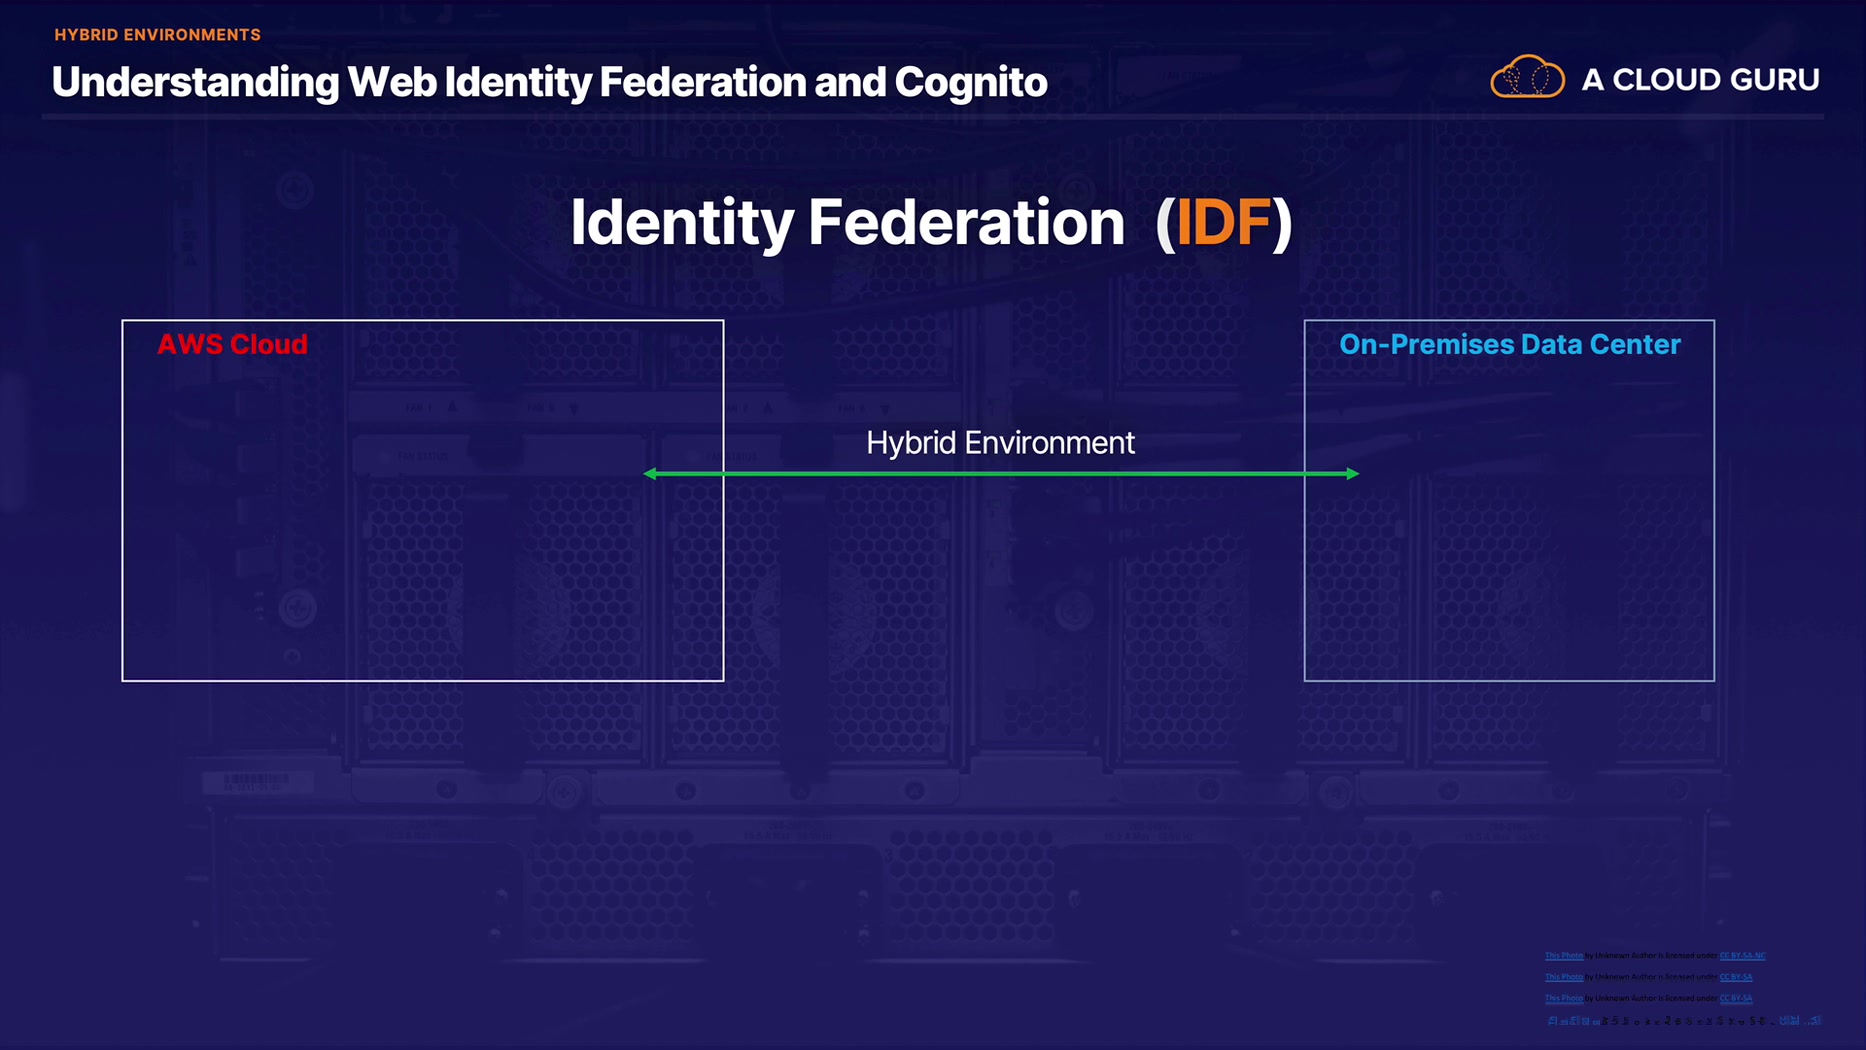 HYBRID ENVIRONMENTS
Understanding Web Identity Federation and Cognito
A CLOUD GURU
Identity Federation (IDF)
AWS Cloud
On-Premises Data Center
Hybrid Environment
FAN STATUS
This Photo by Unknown Author is licensed under CC BY-SA-NC
This Photo by Unknown Author is licensed under CC BY-SA
This Photo by Unknown Author is licensed under CC BY-SA